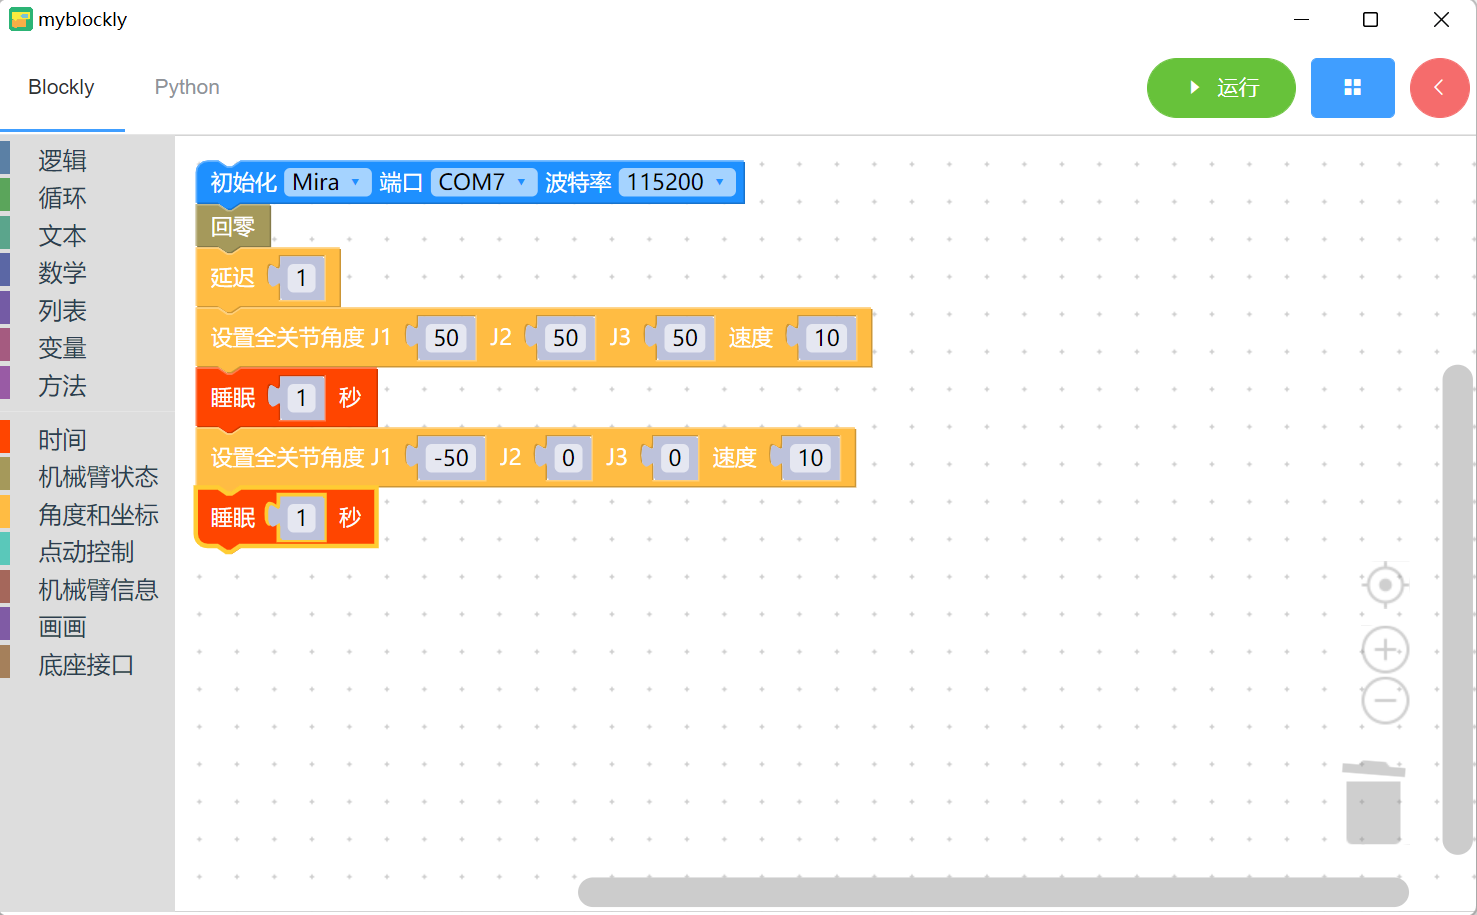 myblockly
Blockly Python 运行
逻辑
循环
文本
数学
列表
变量
方法
时间
机械臂状态
角度和坐标
点动控制
机械臂信息
画画
底座接口
初始化 Mira 端口 COM7 波特率 115200
回零
延迟 1
设置全关节角度 J1 50 J2 50 J3 50 速度 10
睡眠 1 秒
设置全关节角度 J1 -50 J2 0 J3 0 速度 10
睡眠 1 秒